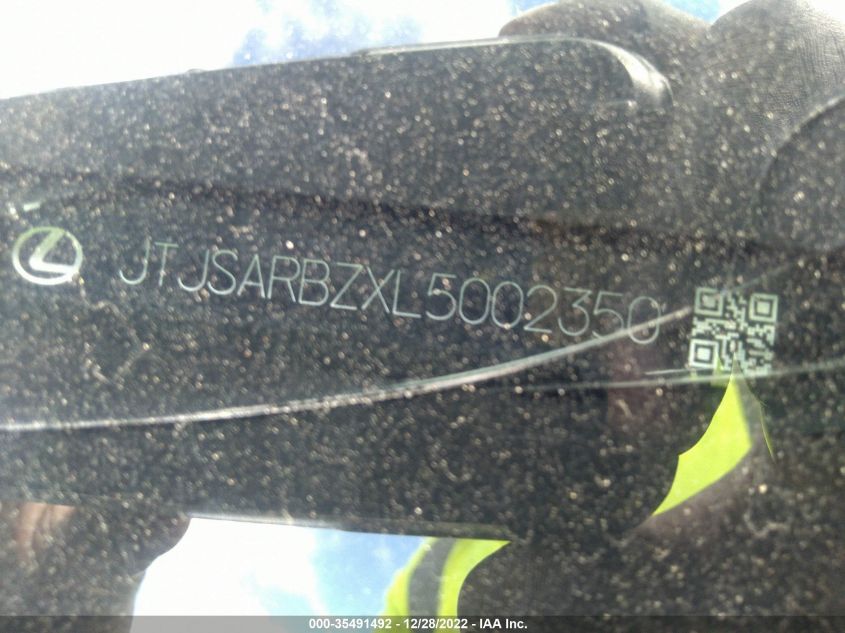 JTJSARBZXL5002350
000-35491492 - 12/28/2022 - IAA Inc.